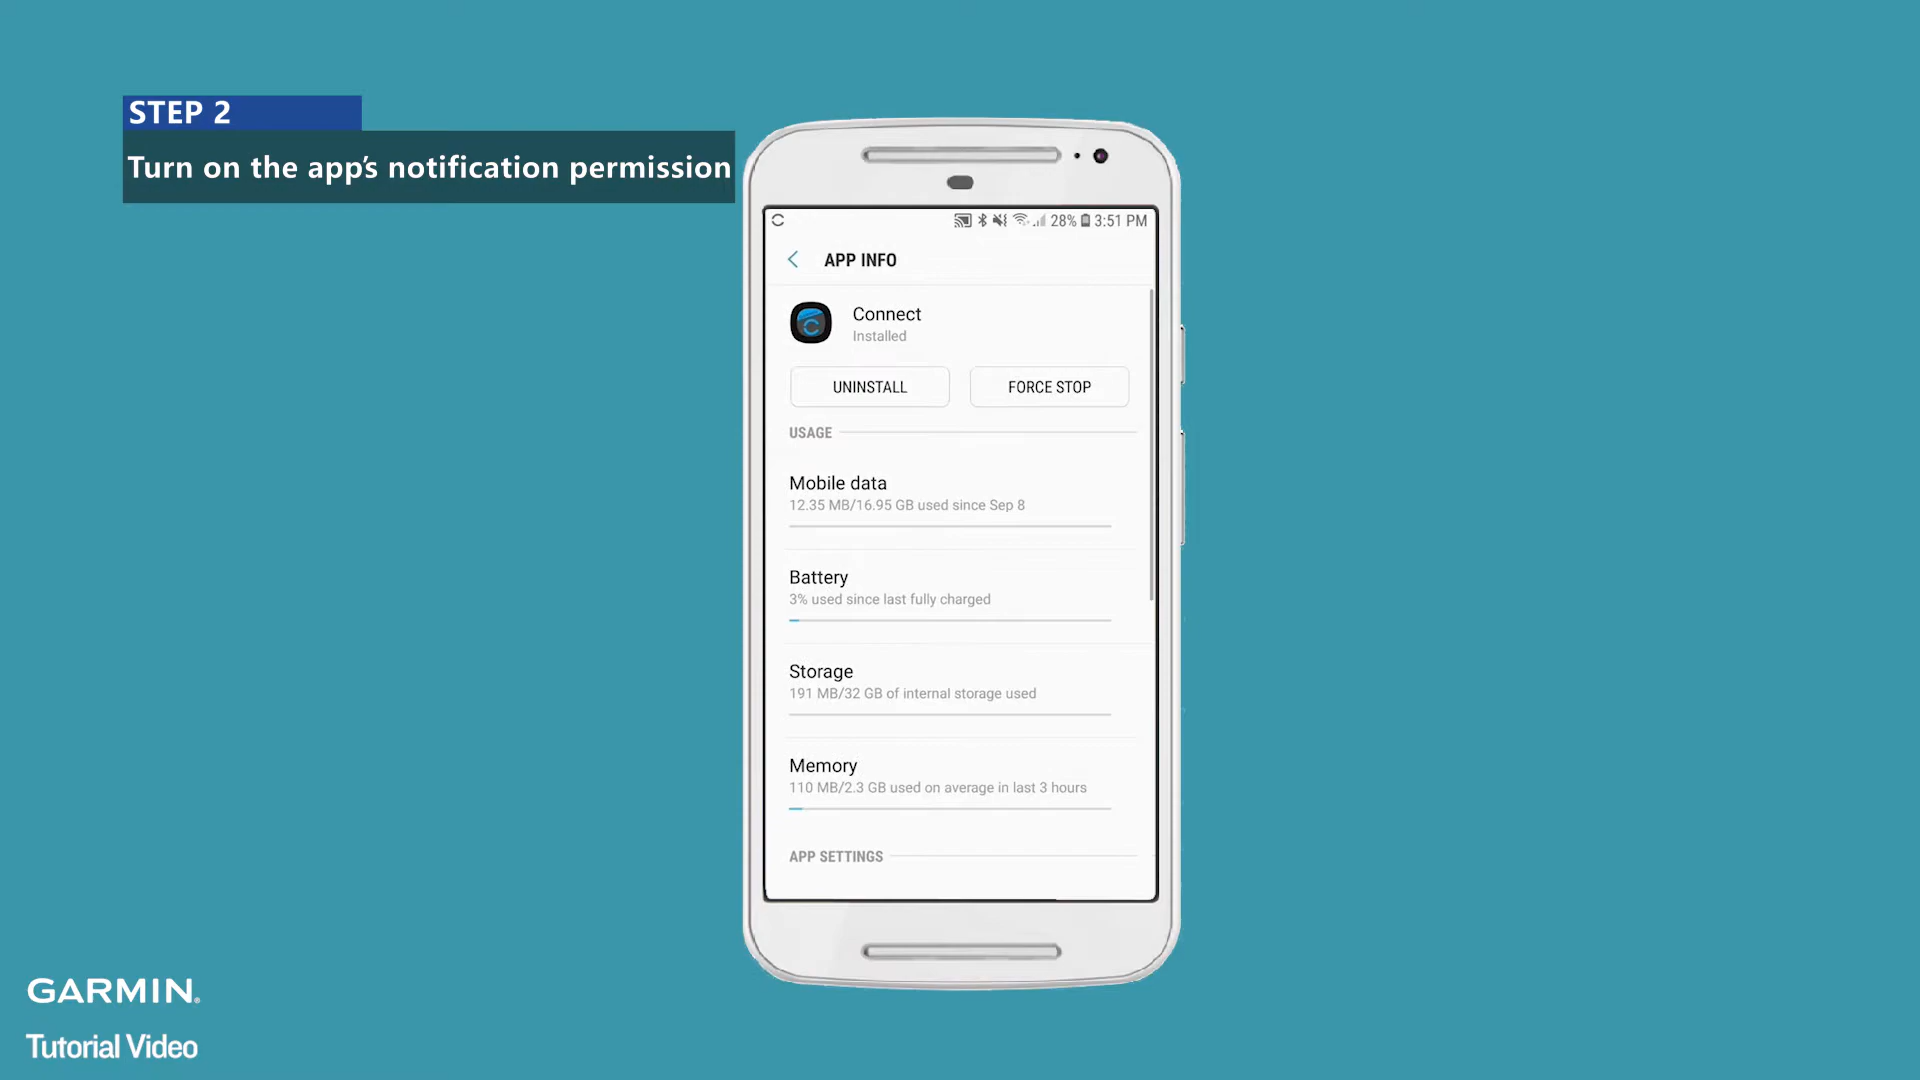 STEP 2
Turn on the app’s notification permission
28% 3:51 PM
APP INFO
Connect
Installed
UNINSTALL
FORCE STOP
USAGE
Mobile data
12.35 MB/16.95 GB used since Sep 8
Battery
3% used since last fully charged
Storage
191 MB/32 GB of internal storage used
Memory
110 MB/2.3 GB used on average in last 3 hours
APP SETTINGS
GARMIN®
Tutorial Video